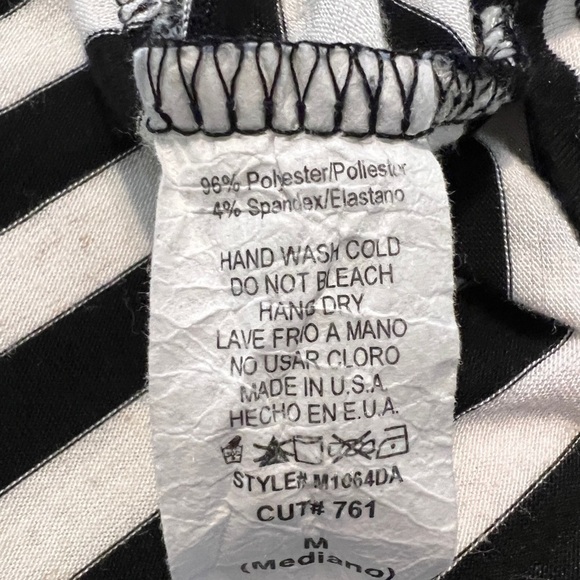 96% Polyester/Poliester
4% Spandex/Elastano
HAND WASH COLD
DO NOT BLEACH
HANG DRY
LAVE FRIO A MANO
NO USAR CLORO
MADE IN U.S.A.
HECHO EN E.U.A.
STYLE# M1064DA
CUT# 761
M
(Mediano)